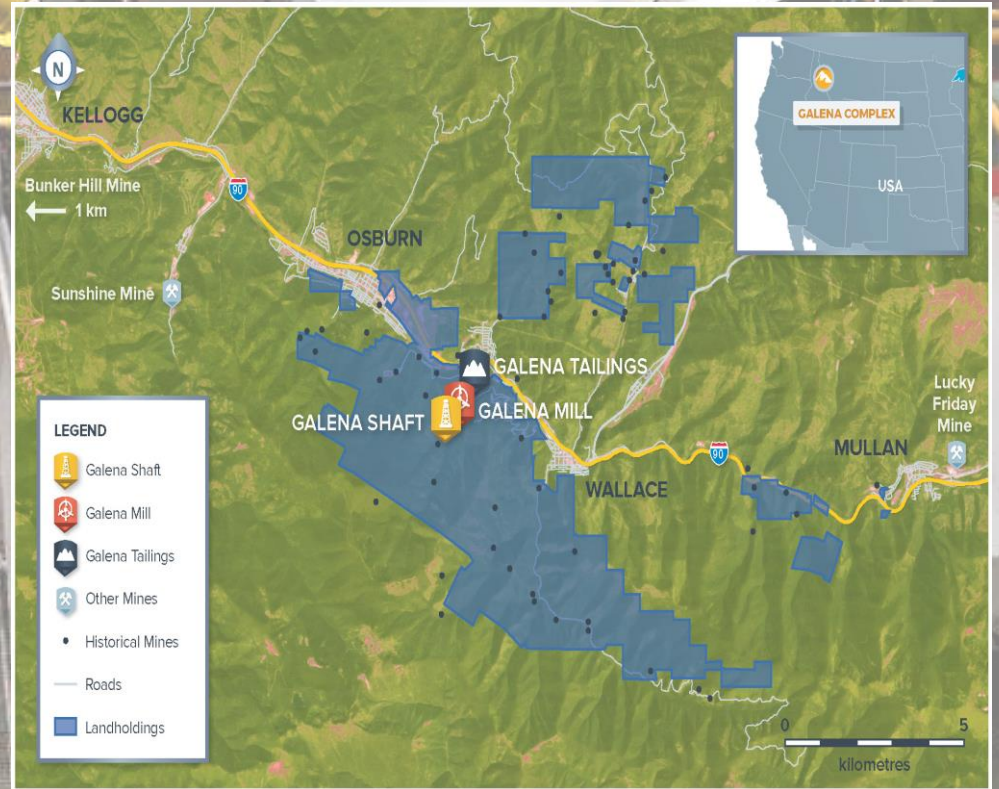 N
KELLOGG
Bunker Hill Mine
1 km
90
OSBURN
Sunshine Mine
GALENA COMPLEX
USA
GALENA TAILINGS
GALENA MILL
GALENA SHAFT
WALLACE
90
MULLAN
Lucky
Friday
Mine
LEGEND
Galena Shaft
Galena Mill
Galena Tailings
Other Mines
Historical Mines
Roads
Landholdings
0 5
kilometres